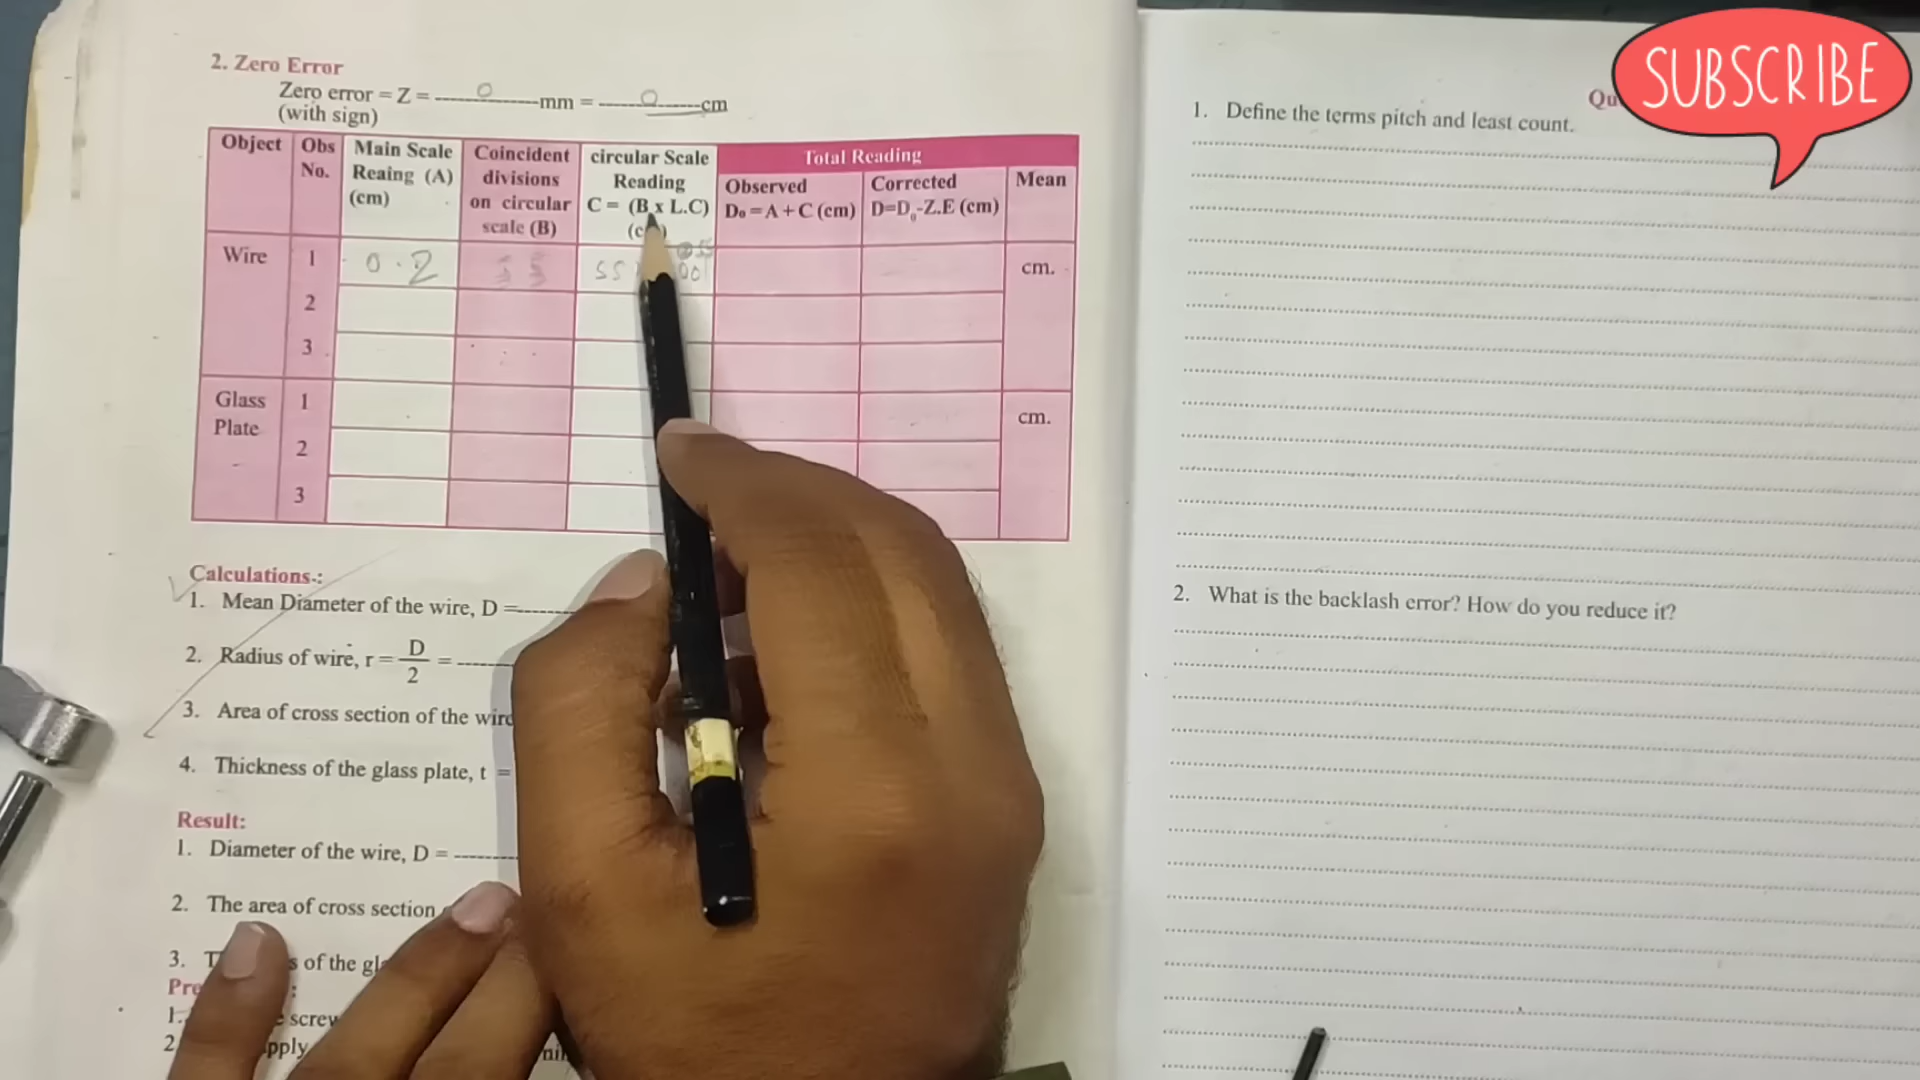 SUBSCRIBE
2. Zero Error
Zero error = Z = 0 mm = 0 cm
(with sign)
Object Obs No. Main Scale Reaing (A) (cm) Coincident divisions on circular scale (B) circular Scale Reading C = (B x L.C) Total Reading
Observed D₀ = A + C (cm) Corrected D=D₀-Z.E (cm) Mean
Wire 1 0.2 55 55 cm.
2
3
Glass Plate 1 cm.
2
3
Calculations:
1. Mean Diameter of the wire, D =
2. Radius of wire, r = D/2 =
3. Area of cross section of the wire
4. Thickness of the glass plate, t =
Result:
1. Diameter of the wire, D =
2. The area of cross section
3. of the
1. screw
2
1. Define the terms pitch and least count.
2. What is the backlash error? How do you reduce it?